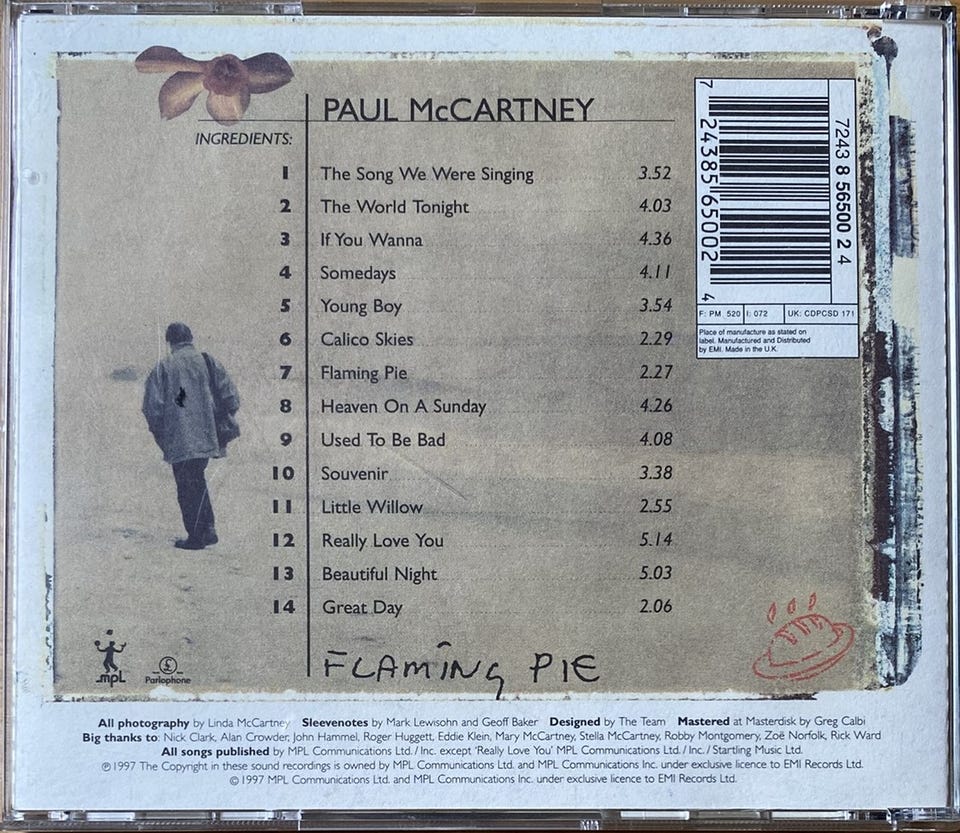 PAUL McCARTNEY
INGREDIENTS:
1 The Song We Were Singing 3.52
2 The World Tonight 4.03
3 If You Wanna 4.36
4 Somedays 4.11
5 Young Boy 3.54
6 Calico Skies 2.29
7 Flaming Pie 2.27
8 Heaven On A Sunday 4.26
9 Used To Be Bad 4.08
10 Souvenir 3.38
11 Little Willow 2.55
12 Really Love You 5.14
13 Beautiful Night 5.03
14 Great Day 2.06
FLAMING PIE
MPL
£
Parlophone
7 24385 65002 4
7243 8 56500 2 4
F: PM 520 I: 072 UK: CDPCSD 171
Place of manufacture as stated on
label. Manufactured and Distributed
by EMI. Made in the U.K.
All photography by Linda McCartney Sleevenotes by Mark Lewisohn and Geoff Baker Designed by The Team Mastered at Masterdisk by Greg Calbi
Big thanks to: Nick Clark, Alan Crowder, John Hammel, Roger Huggett, Eddie Klein, Mary McCartney, Stella McCartney, Robby Montgomery, Zoë Norfolk, Rick Ward
All songs published by MPL Communications Ltd. / Inc. except 'Really Love You' MPL Communications Ltd. / Inc. / Startling Music Ltd.
℗ 1997 The Copyright in these sound recordings is owned by MPL Communications Ltd. and MPL Communications Inc. under exclusive licence to EMI Records Ltd.
© 1997 MPL Communications Ltd. and MPL Communications Inc. under exclusive licence to EMI Records Ltd.